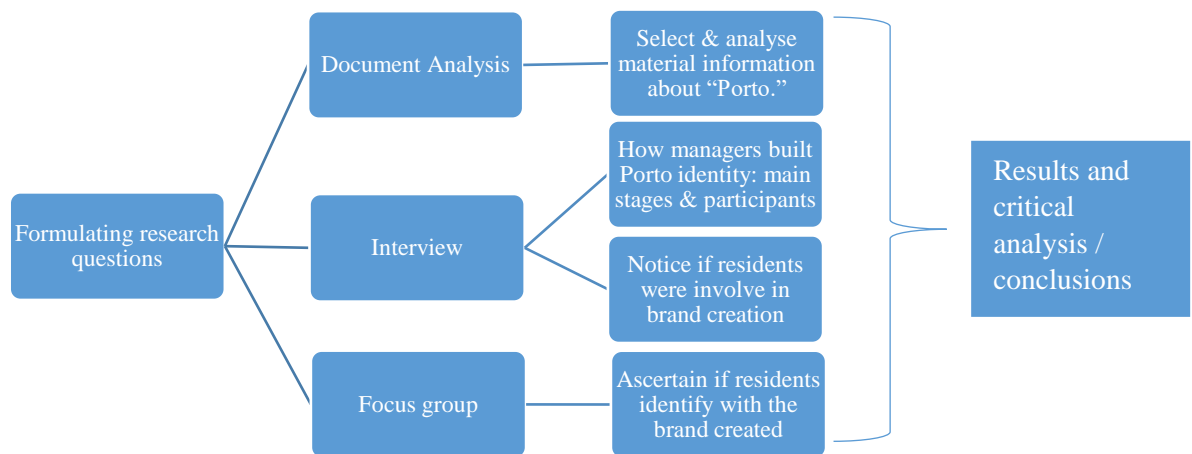 Formulating research
questions
Document Analysis
Select & analyse
material information
about “Porto.”
Interview
How managers built
Porto identity: main
stages & participants
Notice if residents
were involve in
brand creation
Focus group
Ascertain if residents
identify with the
brand created
Results and
critical
analysis /
conclusions